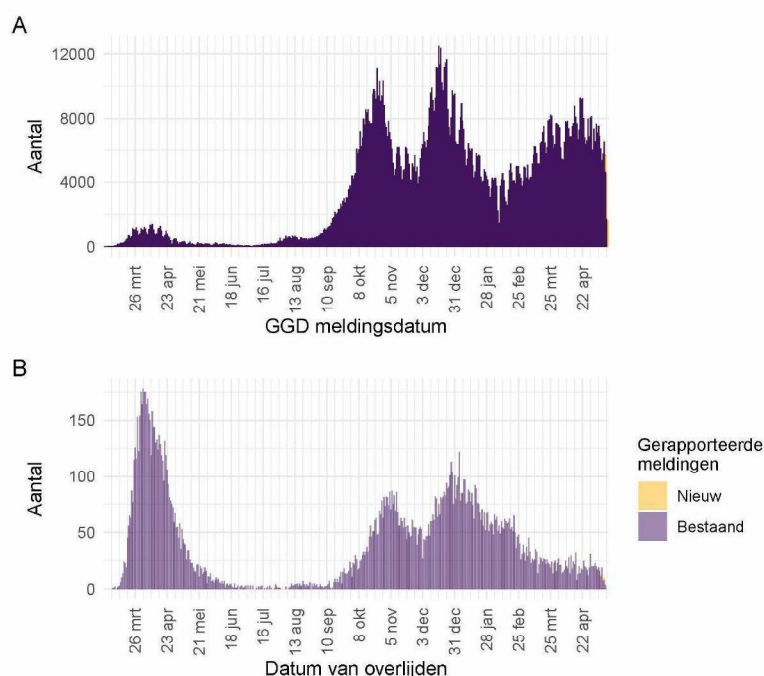 A
12000
8000
4000
0
Aantal
26 mrt
23 apr
21 mei
18 jun
16 jul
13 aug
10 sep
8 okt
5 nov
3 dec
31 dec
28 jan
25 feb
25 mrt
22 apr
GGD meldingsdatum
B
150
100
50
0
Aantal
26 mrt
23 apr
21 mei
18 jun
16 jul
13 aug
10 sep
8 okt
5 nov
3 dec
31 dec
28 jan
25 feb
25 mrt
22 apr
Datum van overlijden
Gerapporteerde
meldingen
Nieuw
Bestaand